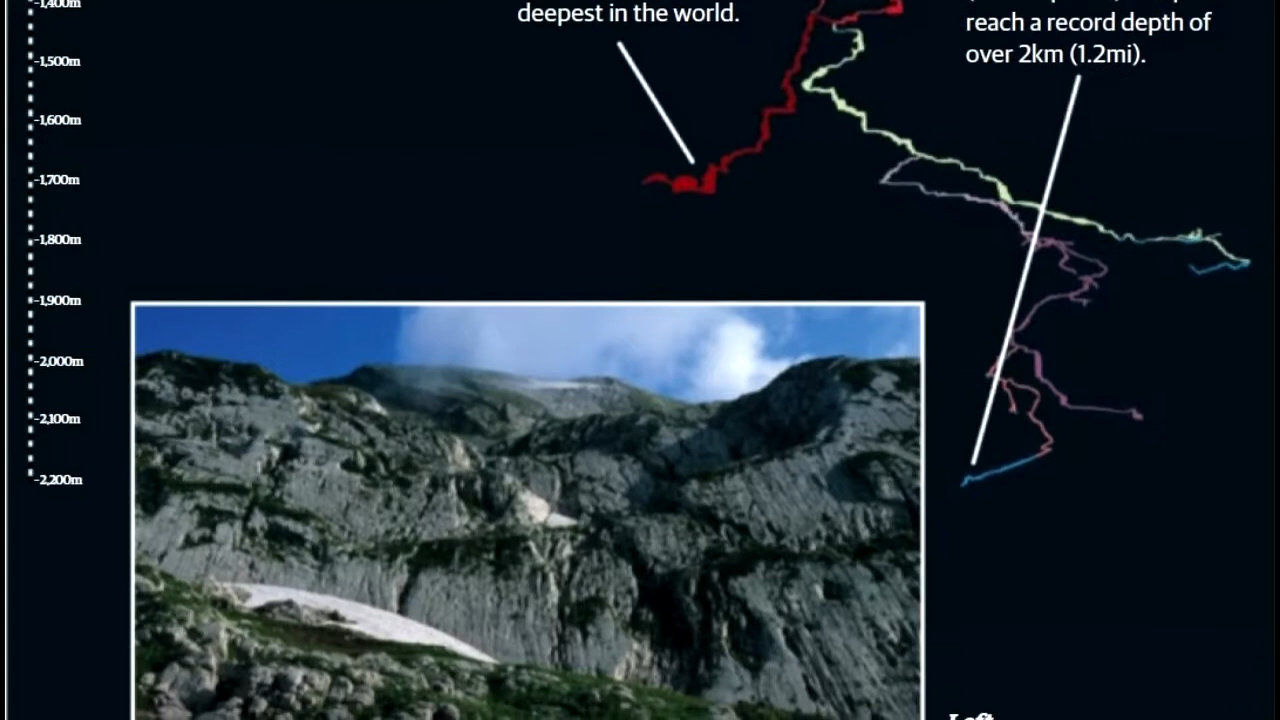 -1,400m
deepest in the world.
reach a record depth of
over 2km (1.2mi).
-1,500m
-1,600m
-1,700m
-1,800m
-1,900m
-2,000m
-2,100m
-2,200m
Left